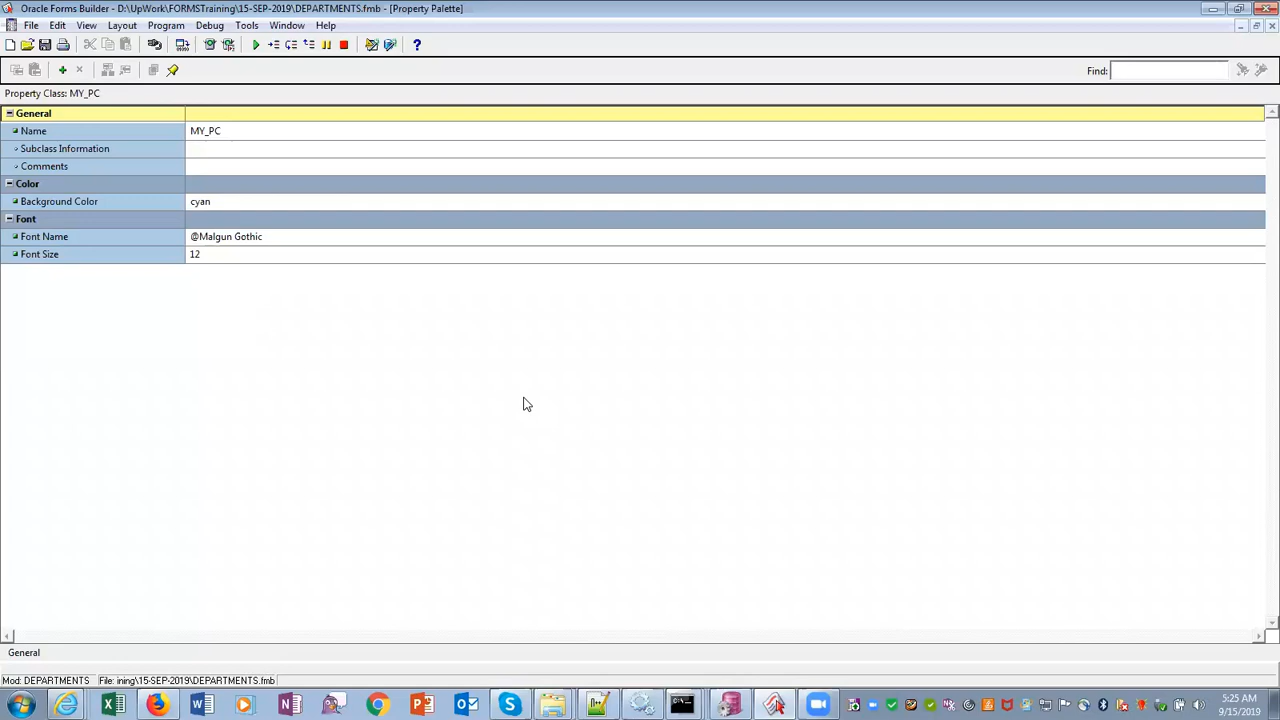 Oracle Forms Builder - D:\UpWork\FORMSTraining\15-SEP-2019\DEPARTMENTS.fmb - [Property Palette]
File Edit View Layout Program Debug Tools Window Help
Find:
Property Class: MY_PC
General
Name MY_PC
Subclass Information
Comments
Color
Background Color cyan
Font
Font Name @Malgun Gothic
Font Size 12
General
Mod: DEPARTMENTS File: ining\15-SEP-2019\DEPARTMENTS.fmb
5:25 AM
9/15/2019